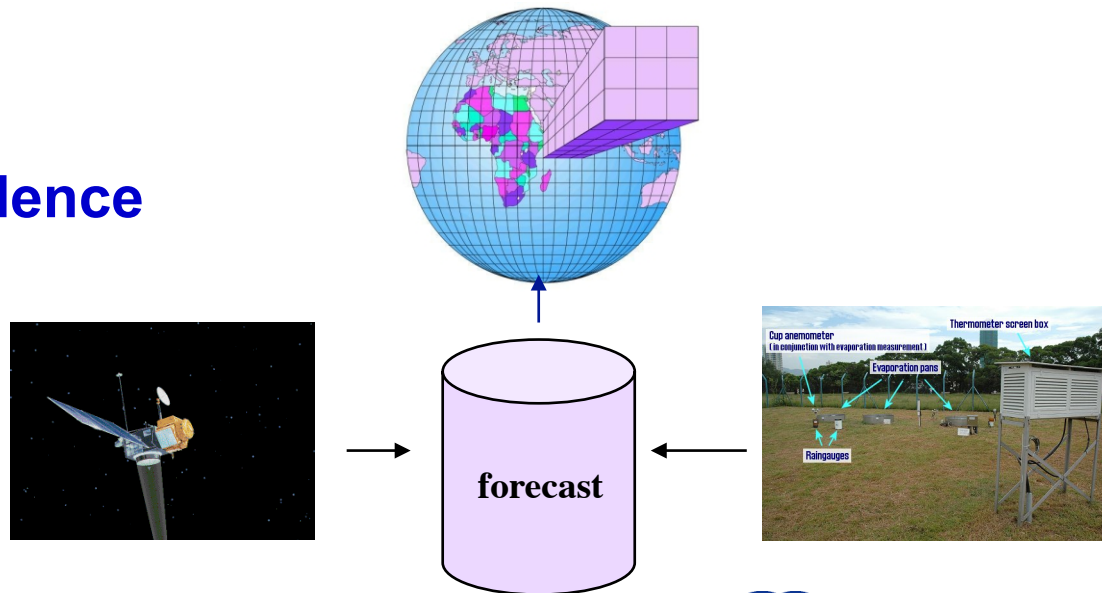 lence
Cup anemometer
( in conjunction with evaporation measurement )
Thermometer screen box
Evaporation pans
Raingauges
forecast